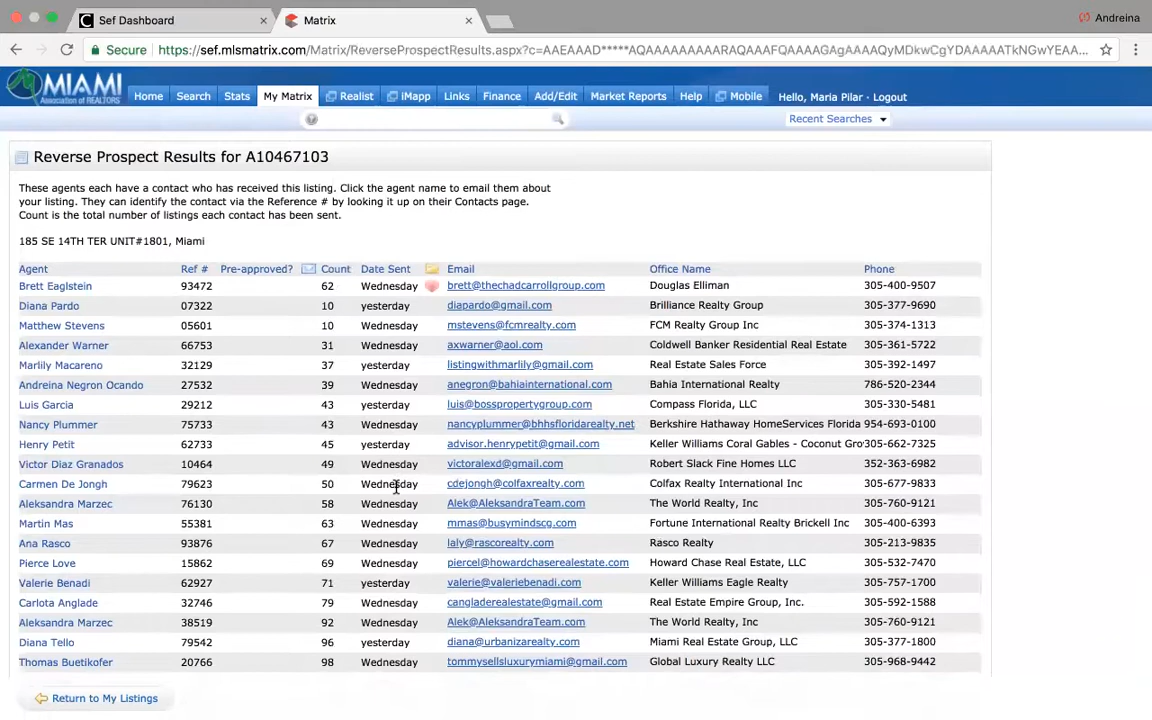 Sef Dashboard
Matrix
Andreina
Secure https://sef.mlsmatrix.com/Matrix/ReverseProspectResults.aspx?c=AAEAAAD*****AQAAAAAAAAARAQAAAFQAAAAGAgAAAAQyMDkwCgYDAAAAATkNGwYEAA...
MIAMI
Association of REALTORS
Home Search Stats My Matrix Realist iMapp Links Finance Add/Edit Market Reports Help Mobile Hello, Maria Pilar - Logout
Recent Searches
Reverse Prospect Results for A10467103
These agents each have a contact who has received this listing. Click the agent name to email them about
your listing. They can identify the contact via the Reference # by looking it up on their Contacts page.
Count is the total number of listings each contact has been sent.
185 SE 14TH TER UNIT#1801, Miami
Agent Ref # Pre-approved? Count Date Sent Email Office Name Phone
Brett Eaglstein 93472 62 Wednesday brett@thechadcarrollgroup.com Douglas Elliman 305-400-9507
Diana Pardo 07322 10 yesterday diapardo@gmail.com Brilliance Realty Group 305-377-9690
Matthew Stevens 05601 10 Wednesday mstevens@fcmrealty.com FCM Realty Group Inc 305-374-1313
Alexander Warner 66753 31 Wednesday axwarner@aol.com Coldwell Banker Residential Real Estate 305-361-5722
Marlily Macareno 32129 37 yesterday listingwithmarlily@gmail.com Real Estate Sales Force 305-392-1497
Andreina Negron Ocando 27532 39 Wednesday anegron@bahiainternational.com Bahia International Realty 786-520-2344
Luis Garcia 29212 43 yesterday luis@bosspropertygroup.com Compass Florida, LLC 305-330-5481
Nancy Plummer 75733 43 Wednesday nancyplummer@bhhsfloridarealty.net Berkshire Hathaway HomeServices Florida 954-693-0100
Henry Petit 62733 45 yesterday advisor.henrypetit@gmail.com Keller Williams Coral Gables - Coconut Gro 305-662-7325
Victor Diaz Granados 10464 49 Wednesday victoralexd@gmail.com Robert Slack Fine Homes LLC 352-363-6982
Carmen De Jongh 79623 50 Wednesday cdejongh@colfaxrealty.com Colfax Realty International Inc 305-677-9833
Aleksandra Marzec 76130 58 Wednesday Alek@AleksandraTeam.com The World Realty, Inc 305-760-9121
Martin Mas 55381 63 Wednesday mmas@busymindscg.com Fortune International Realty Brickell Inc 305-400-6393
Ana Rasco 93876 67 Wednesday laly@rascorealty.com Rasco Realty 305-213-9835
Pierce Love 15862 69 Wednesday piercel@howardchaserealestate.com Howard Chase Real Estate, LLC 305-532-7470
Valerie Benadi 62927 71 yesterday valerie@valeriebenadi.com Keller Williams Eagle Realty 305-757-1700
Carlota Anglade 32746 79 Wednesday cangladerealestate@gmail.com Real Estate Empire Group, Inc. 305-592-1588
Aleksandra Marzec 38519 92 Wednesday Alek@AleksandraTeam.com The World Realty, Inc 305-760-9121
Diana Tello 79542 96 yesterday diana@urbanizarealty.com Miami Real Estate Group, LLC 305-377-1800
Thomas Buetikofer 20766 98 Wednesday tommysellsluxurymiami@gmail.com Global Luxury Realty LLC 305-968-9442
Return to My Listings